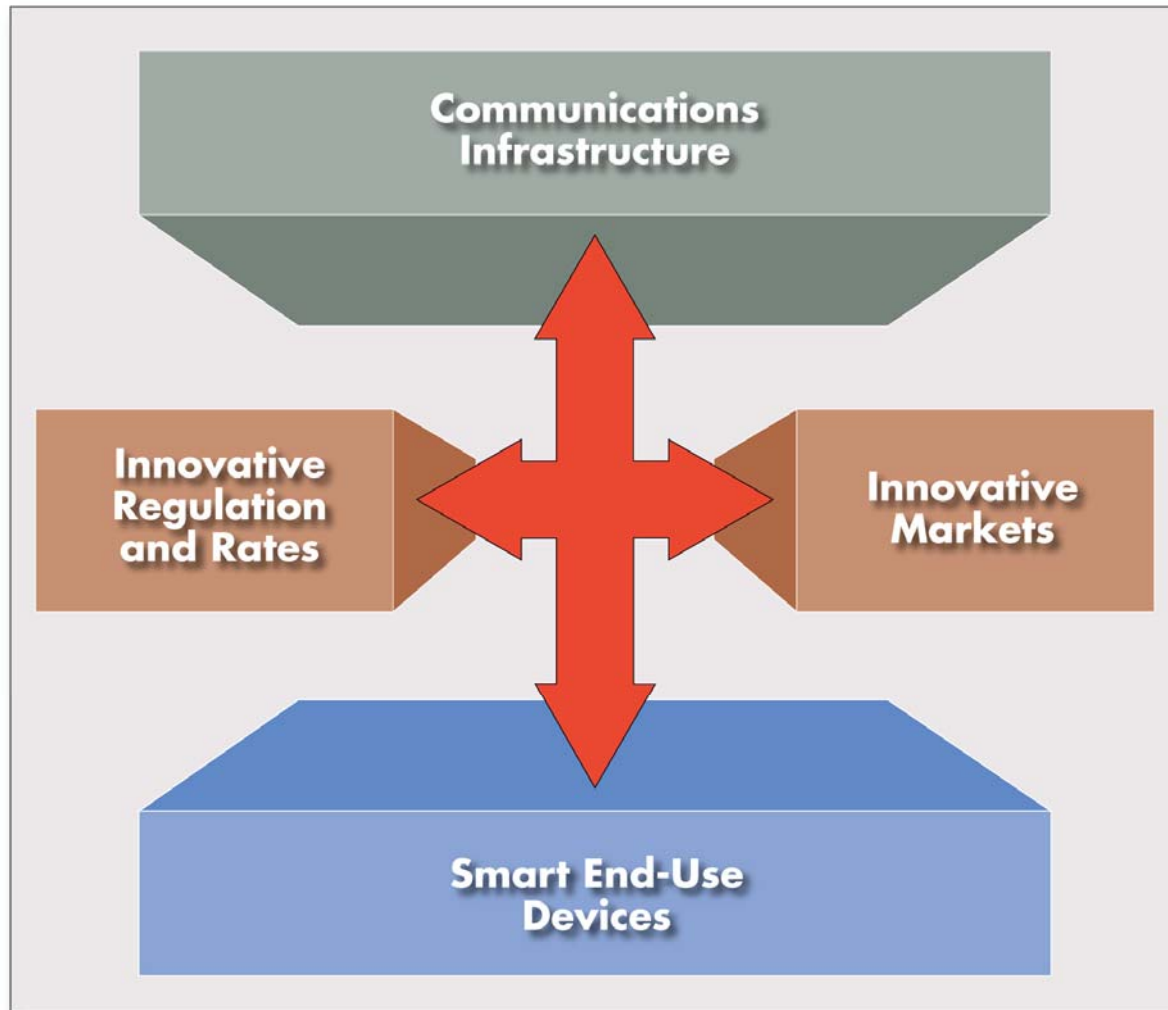 Communications
Infrastructure
Innovative
Regulation
and Rates
Innovative
Markets
Smart End-Use
Devices